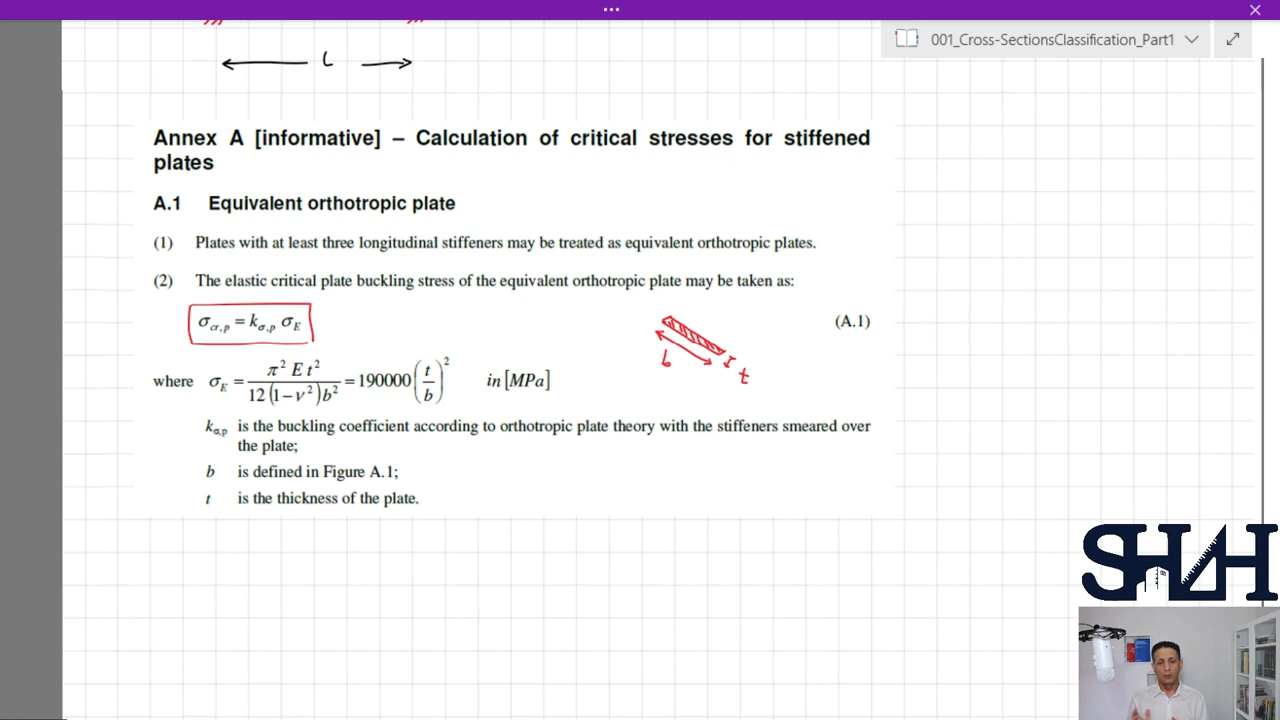 001_Cross-SectionsClassification_Part1
L
Annex A [informative] – Calculation of critical stresses for stiffened
plates
A.1 Equivalent orthotropic plate
(1) Plates with at least three longitudinal stiffeners may be treated as equivalent orthotropic plates.
(2) The elastic critical plate buckling stress of the equivalent orthotropic plate may be taken as:
σcr,p = kσ,p σE (A.1)
b
t
where σE = π² E t² / 12 (1 – ν²) b² = 190000 (t / b)² in [MPa]
kσ,p is the buckling coefficient according to orthotropic plate theory with the stiffeners smeared over
the plate;
b is defined in Figure A.1;
t is the thickness of the plate.
SHAH